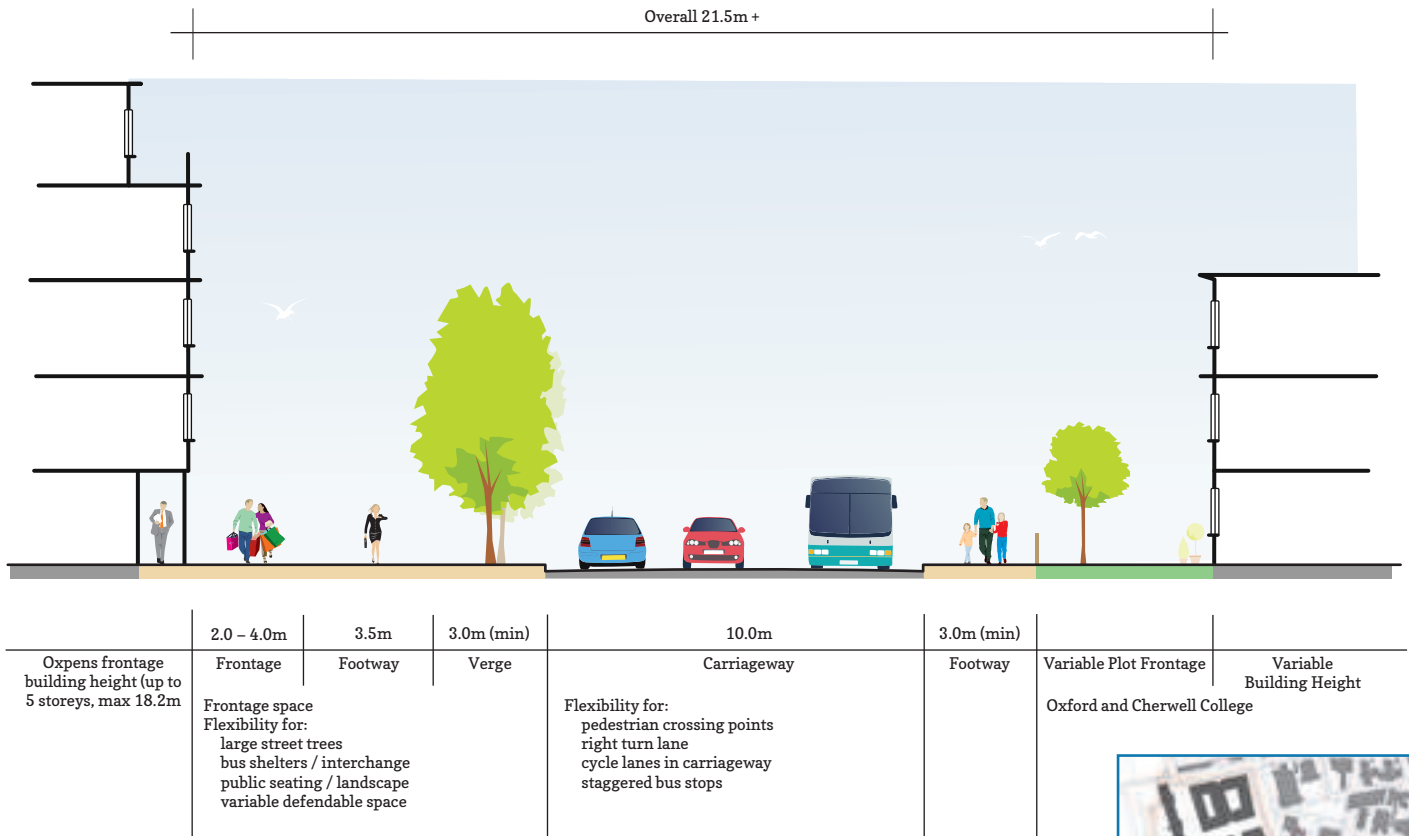 Overall 21.5m +
2.0 – 4.0m
3.5m
3.0m (min)
10.0m
3.0m (min)
Oxpens frontage
building height (up to
5 storeys, max 18.2m
Frontage
Footway
Verge
Carriageway
Footway
Variable Plot Frontage
Variable
Building Height
Frontage space
Flexibility for:
large street trees
bus shelters / interchange
public seating / landscape
variable defendable space
Flexibility for:
pedestrian crossing points
right turn lane
cycle lanes in carriageway
staggered bus stops
Oxford and Cherwell College